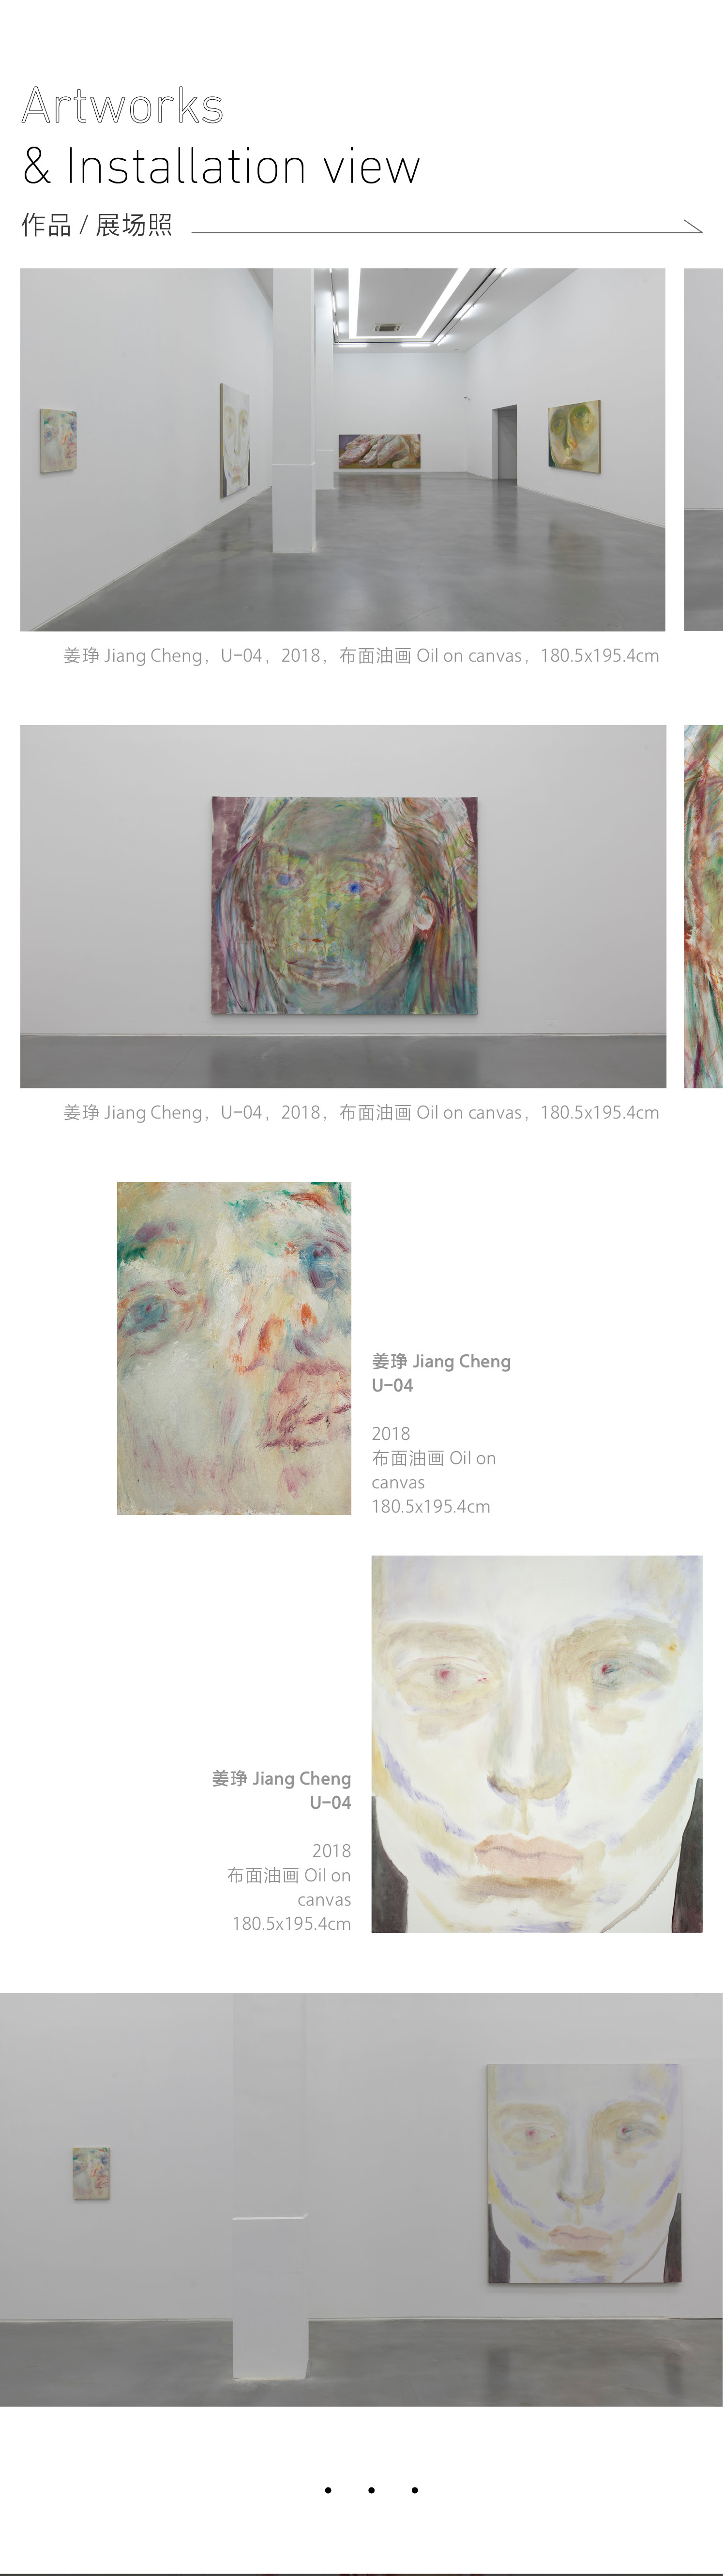 Artworks
& Installation view
作品 / 展场照
姜琤 Jiang Cheng，U-04，2018，布面油画 Oil on canvas，180.5x195.4cm
姜琤 Jiang Cheng，U-04，2018，布面油画 Oil on canvas，180.5x195.4cm
姜琤 Jiang Cheng
U-04
2018
布面油画 Oil on
canvas
180.5x195.4cm
姜琤 Jiang Cheng
U-04
2018
布面油画 Oil on
canvas
180.5x195.4cm